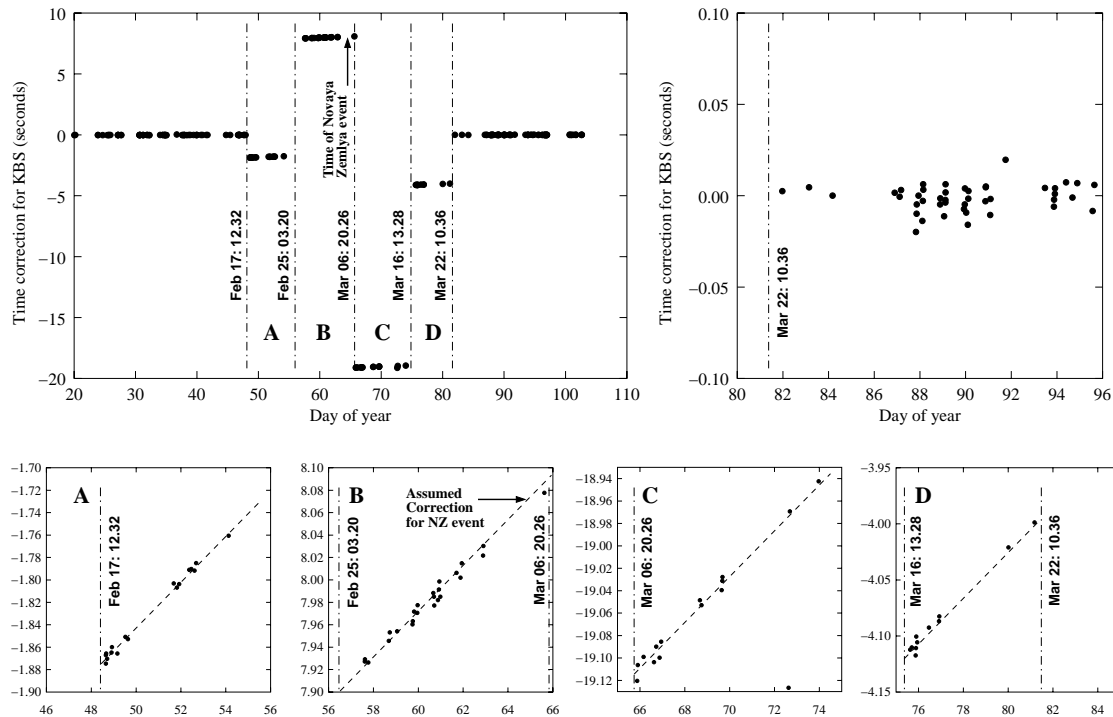 10
5
0
−5
−10
−15
−20
20 30 40 50 60 70 80 90 100 110
Day of year
Time correction for KBS (seconds)
Time of Novaya
Zemlya event
Feb 17: 12.32
Feb 25: 03.20
Mar 06: 20.26
Mar 16: 13.28
Mar 22: 10.36
A B C D
0.10
0.05
0.00
−0.05
−0.10
80 82 84 86 88 90 92 94 96
Day of year
Time correction for KBS (seconds)
Mar 22: 10.36
−1.70
−1.72
−1.74
−1.76
−1.78
−1.80
−1.82
−1.84
−1.86
−1.88
−1.90
46 48 50 52 54 56
A
Feb 17: 12.32
8.10
8.08
8.06
8.04
8.02
8.00
7.98
7.96
7.94
7.92
7.90
56 58 60 62 64 66
B
Assumed
Correction
for NZ event
Feb 25: 03.20
Mar 06: 20.26
−18.94
−18.96
−18.98
−19.00
−19.02
−19.04
−19.06
−19.08
−19.10
−19.12
66 68 70 72 74
C
Mar 06: 20.26
−3.95
−4.00
−4.05
−4.10
−4.15
76 78 80 82 84
D
Mar 16: 13.28
Mar 22: 10.36